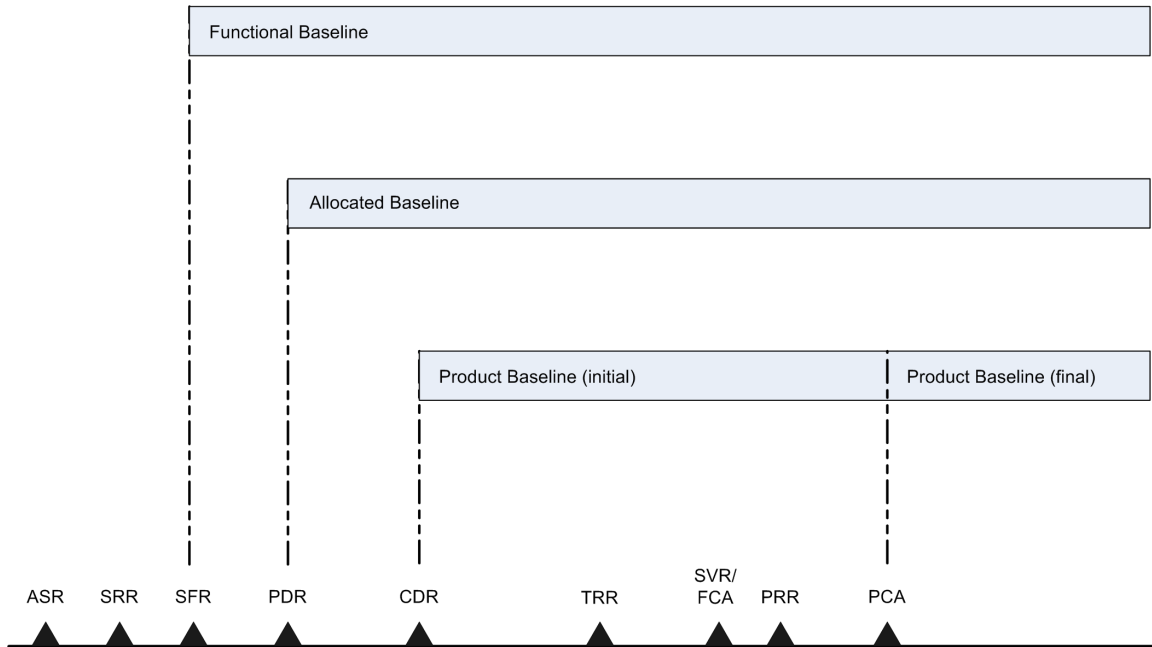 Functional Baseline
Allocated Baseline
Product Baseline (initial)
Product Baseline (final)
ASR
SRR
SFR
PDR
CDR
TRR
SVR/
FCA
PRR
PCA